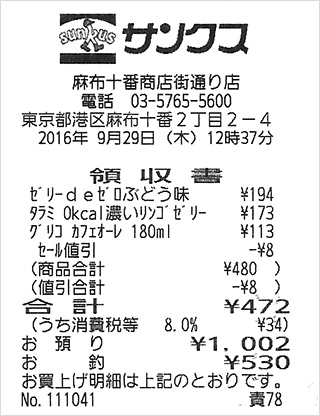 sunkus サンクス
麻布十番商店街通り店
電話 03-5765-5600
東京都港区麻布十番2丁目2-4
2016年 9月29日(木)12時37分
領収書
ゼリーdeゼロぶどう味 ¥194
タラミ 0kcal濃いリンゴゼリー ¥173
グリコ カフェオーレ 180ml ¥113
セール値引 -¥8
(商品合計 ¥480 )
(値引合計 -¥8 )
合計 ¥472
(うち消費税等 8.0% ¥34)
お預り ¥1,002
お釣 ¥530
お買上げ明細は上記のとおりです。
No.111041 責78